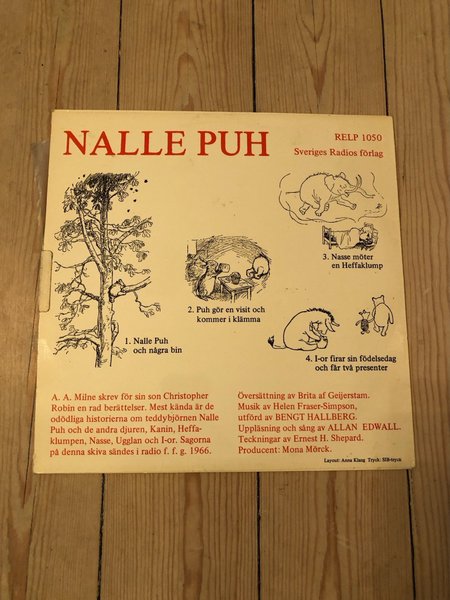 NALLE PUH
RELP 1050
Sveriges Radios förlag
1. Nalle Puh
och några bin
2. Puh gör en visit och
kommer i klämma
3. Nasse möter
en Heffaklump
4. I-or firar sin födelsedag
och får två presenter
A. A. Milne skrev för sin son Christopher
Robin en rad berättelser. Mest kända är de
odödliga historierna om teddybjörnen Nalle
Puh och de andra djuren, Kanin, Heffa-
klumpen, Nasse, Ugglan och I-or. Sagorna
på denna skiva sändes i radio f. f. g. 1966.
Översättning av Brita af Geijerstam.
Musik av Helen Fraser-Simpson,
utförd av BENGT HALLBERG.
Uppläsning och sång av ALLAN EDWALL.
Teckningar av Ernest H. Shepard.
Producent: Mona Mörck.
Layout: Anna Klang Tryck: SIB-tryck